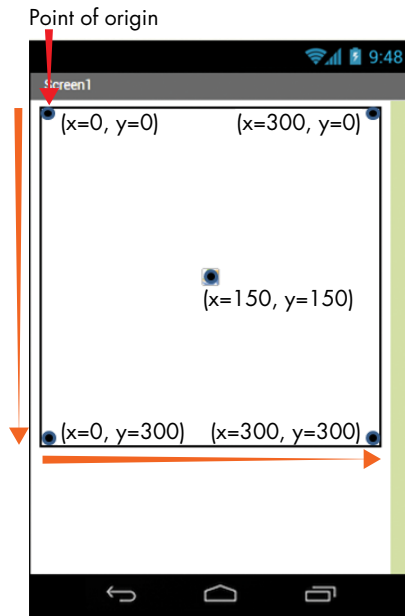 Point of origin
9:48
Screen1
(x=0, y=0) (x=300, y=0)
(x=150, y=150)
(x=0, y=300) (x=300, y=300)